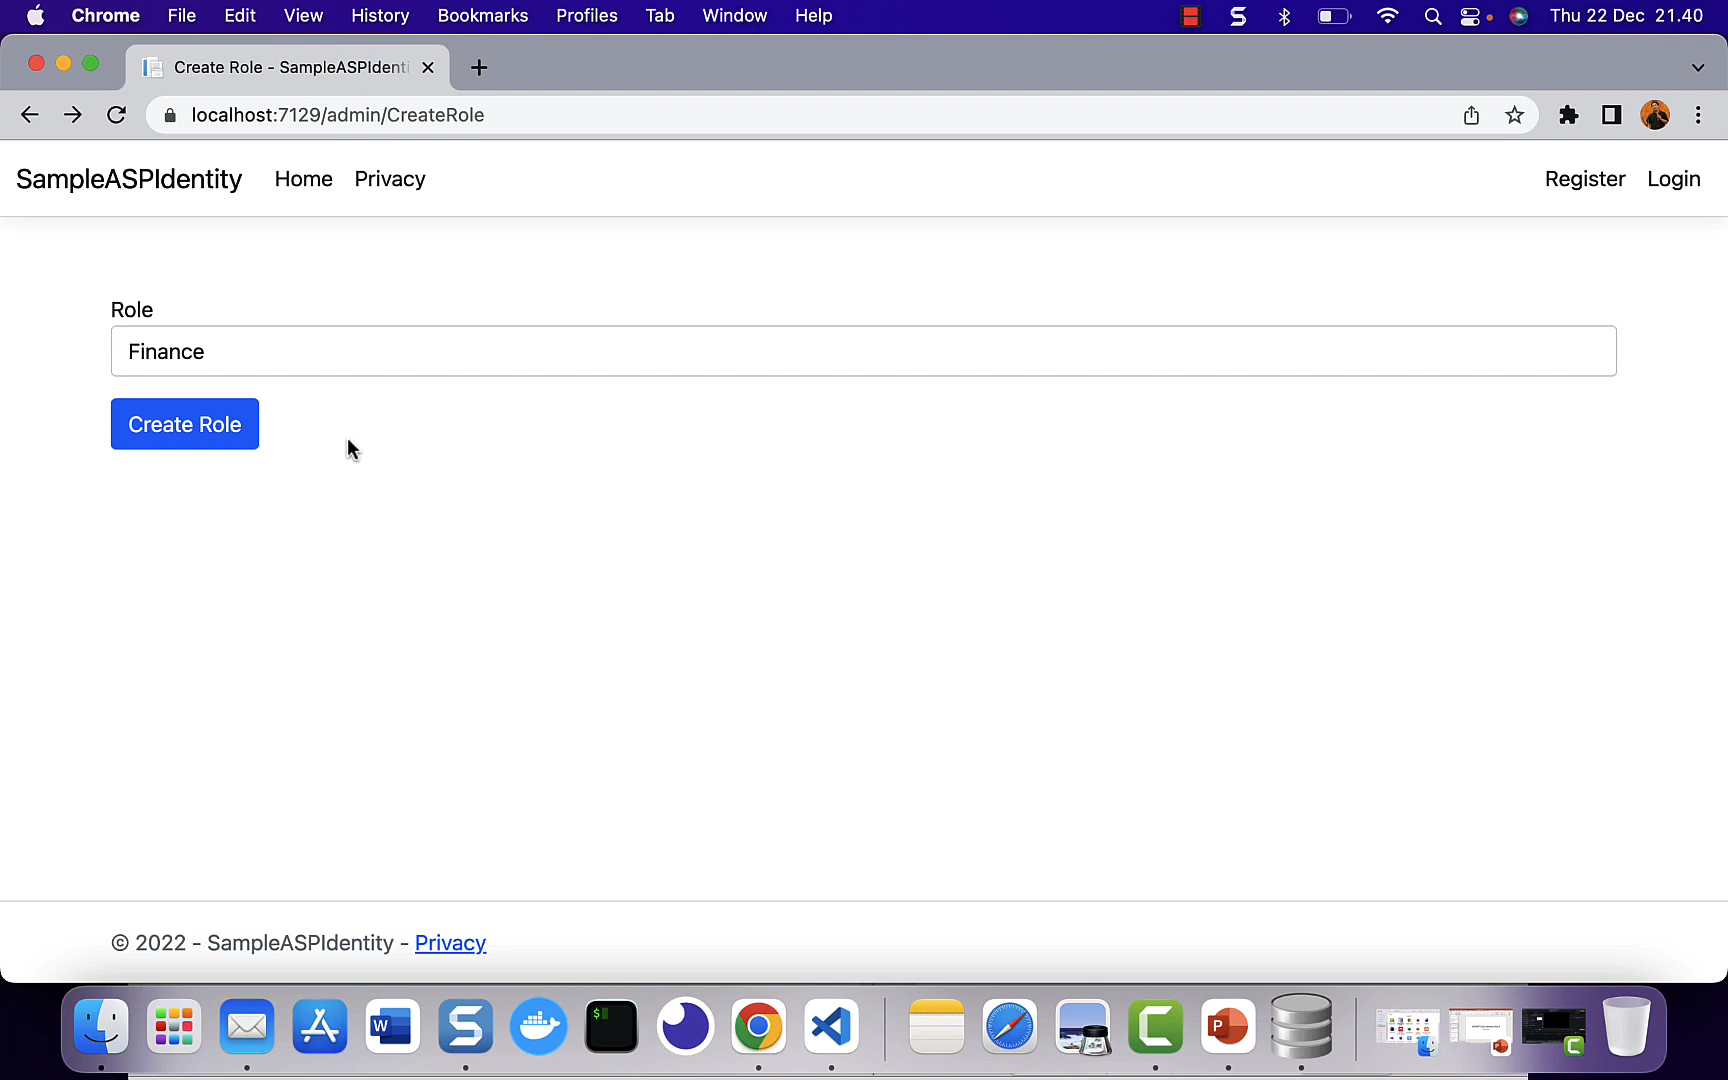 Chrome File Edit View History Bookmarks Profiles Tab Window Help Thu 22 Dec 21.40
Create Role - SampleASPIdenti
localhost:7129/admin/CreateRole
SampleASPIdentity Home Privacy Register Login
Role
Finance
Create Role
© 2022 - SampleASPIdentity - Privacy